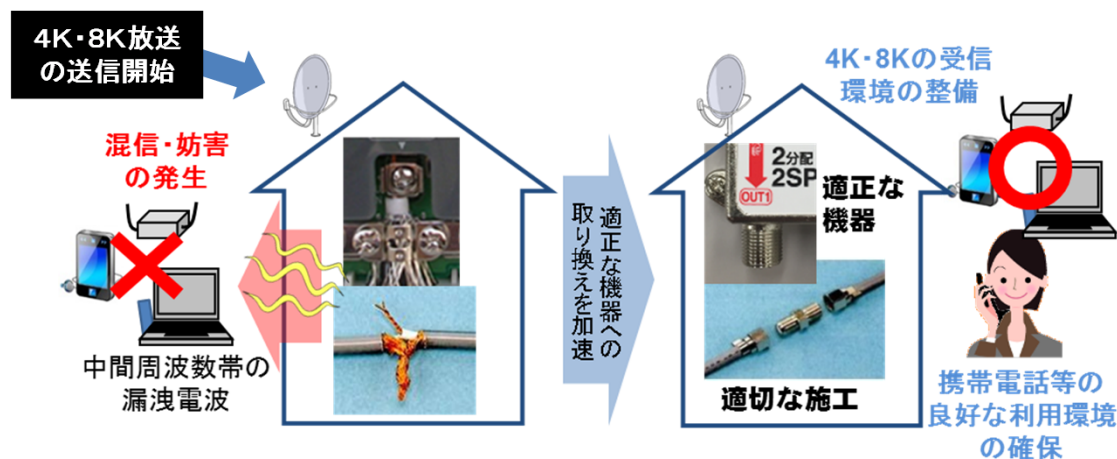 4K・8K放送
の送信開始
混信・妨害
の発生
中間周波数帯の
漏洩電波
適正な機器への
取り換えを加速
4K・8Kの受信
環境の整備
2分配
2SP
OUT1
適正な
機器
適切な施工
携帯電話等の
良好な利用環境
の確保